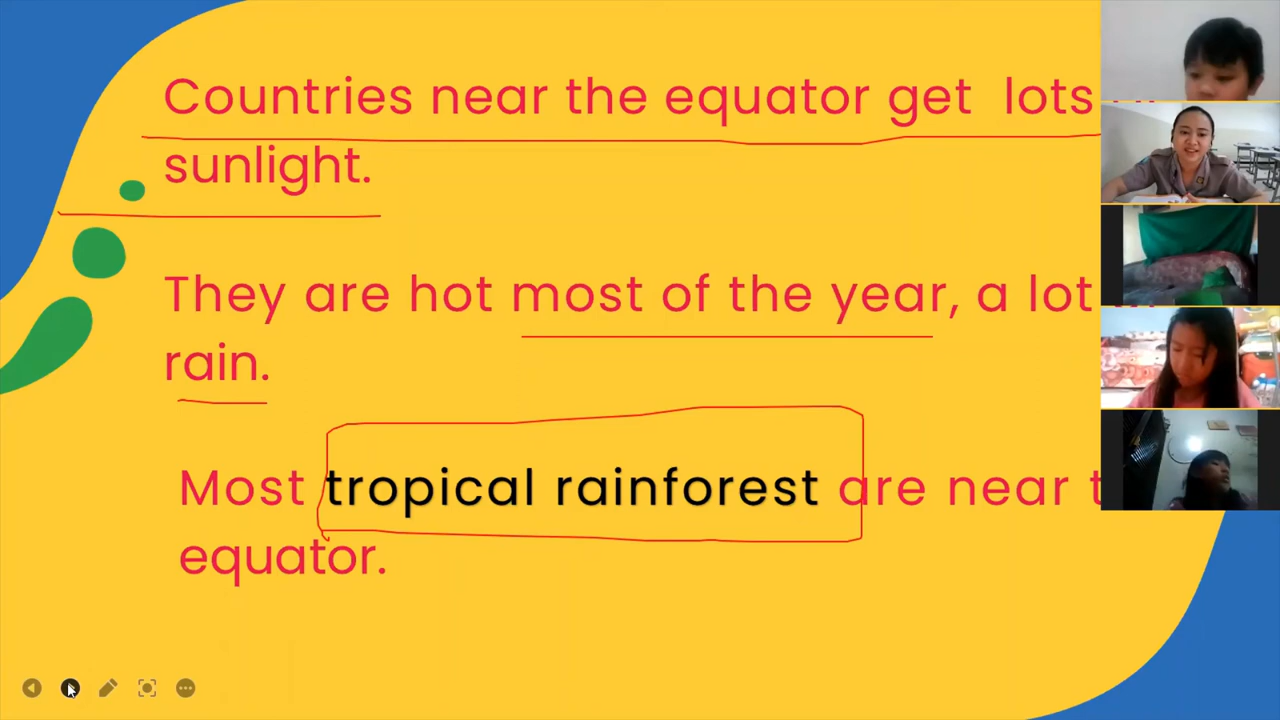 Countries near the equator get lots
sunlight.
They are hot most of the year, a lot
rain.
Most tropical rainforest are near
equator.